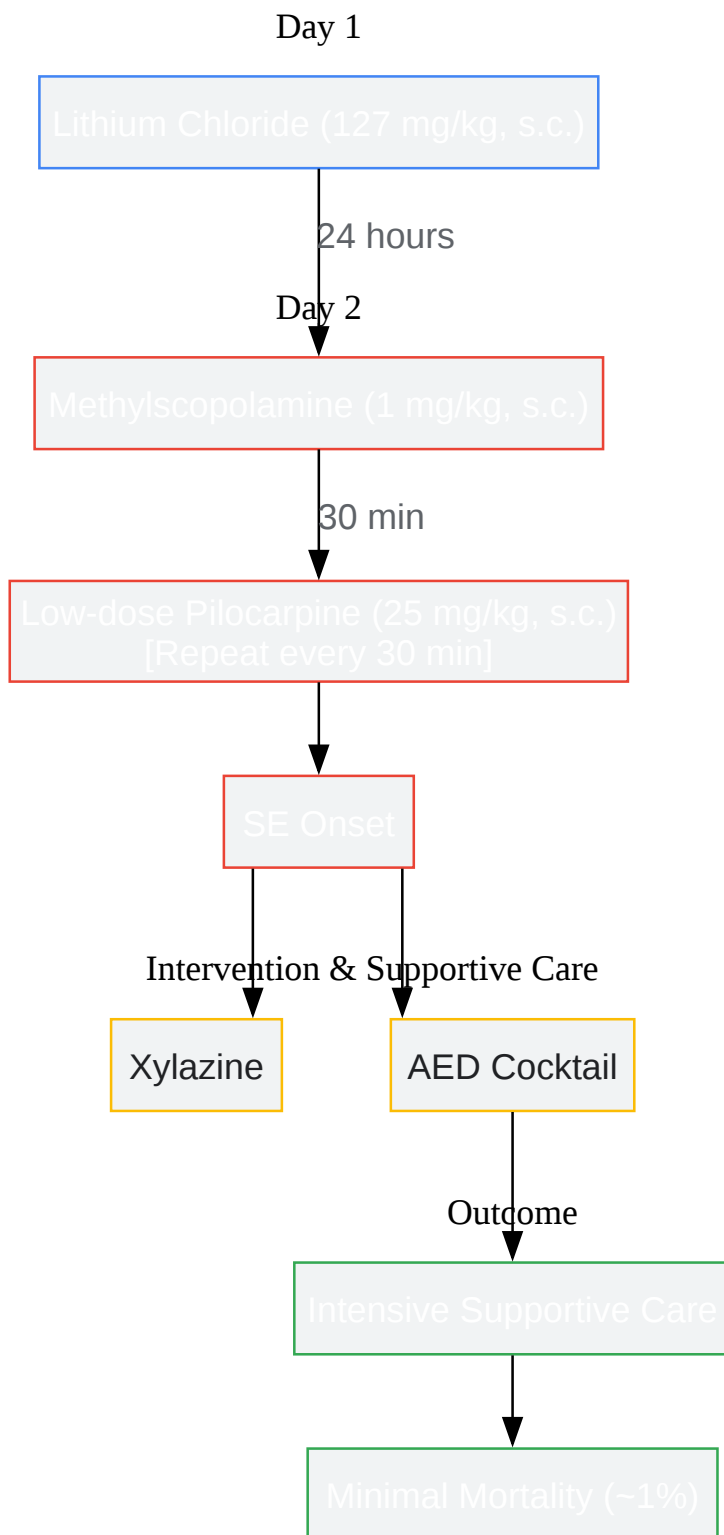 Day 1
Lithium Chloride (127 mg/kg, s.c.)
24 hours
Day 2
Methylscopolamine (1 mg/kg, s.c.)
30 min
Low-dose Pilocarpine (25 mg/kg, s.c.)
[Repeat every 30 min]
SE Onset
Intervention & Supportive Care
Xylazine
AED Cocktail
Outcome
Intensive Supportive Care
Minimal Mortality (~1%)